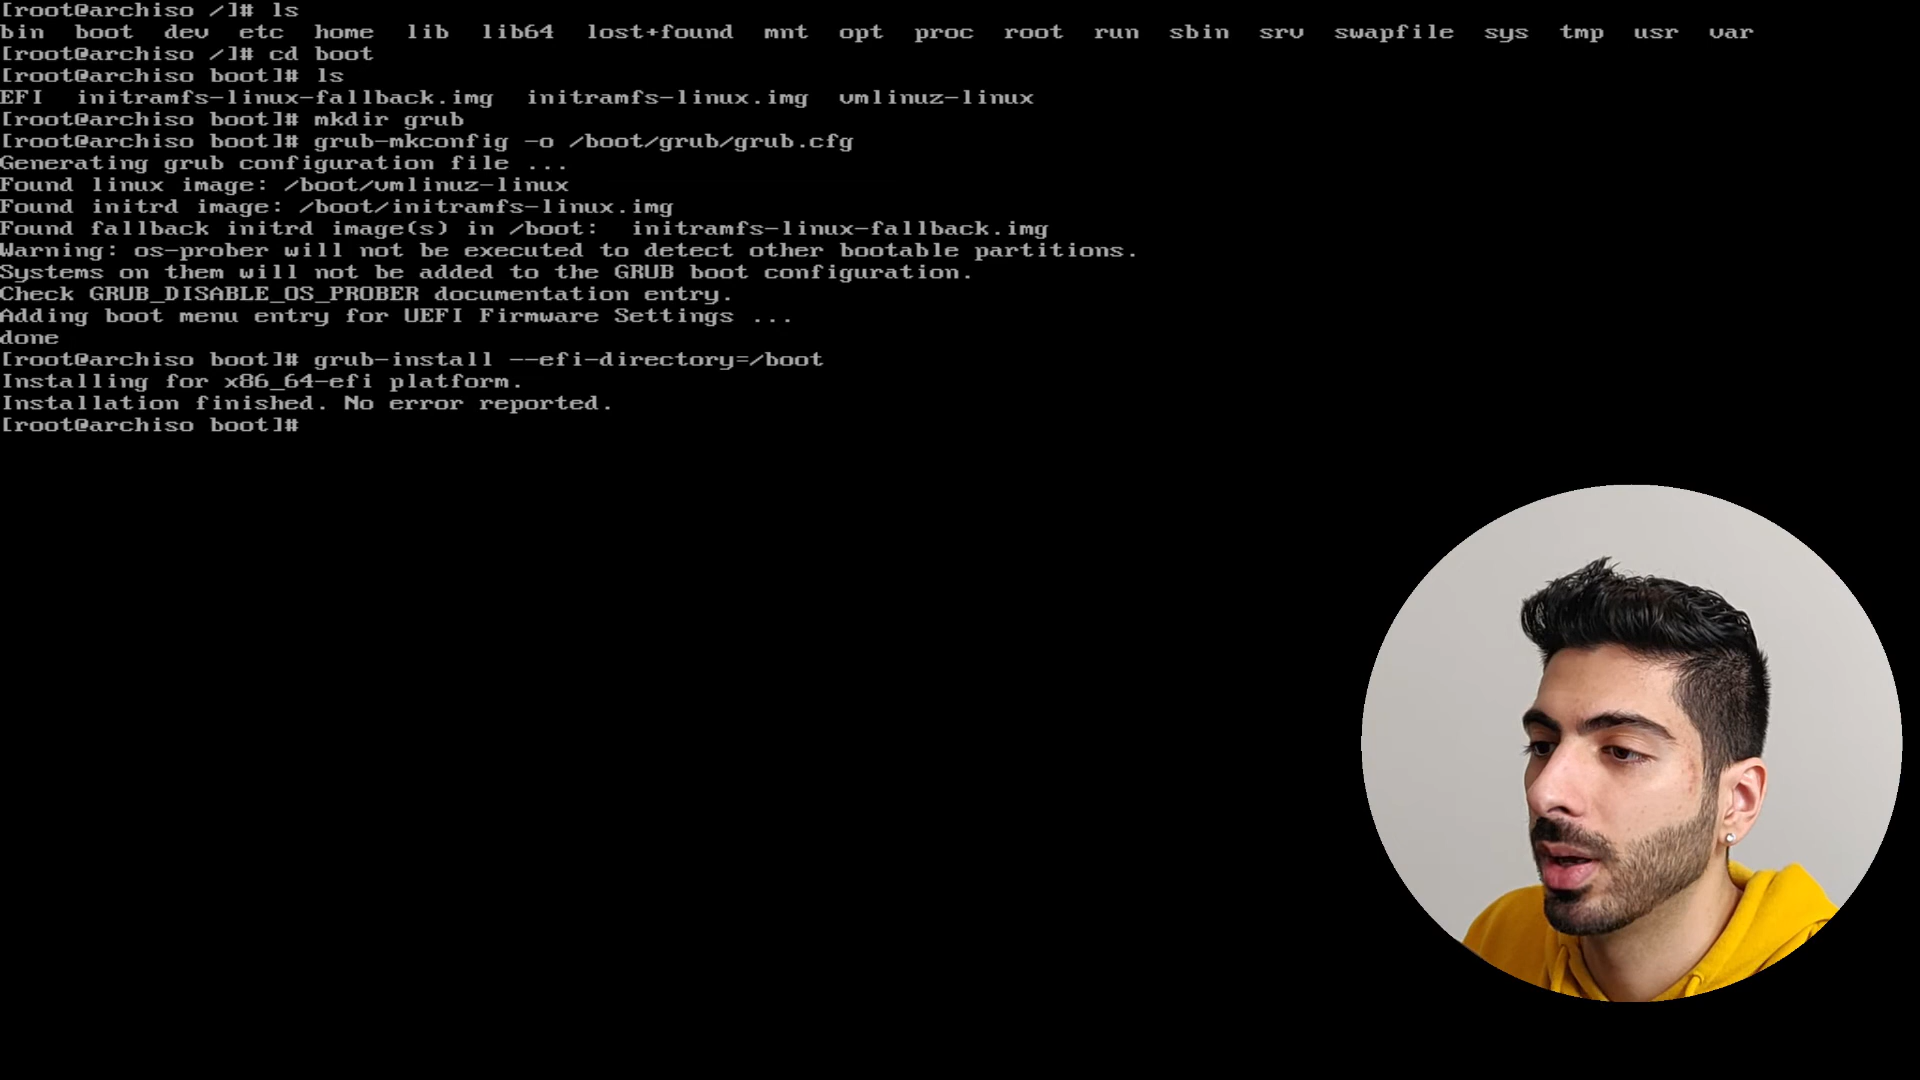 [root@archiso /]# ls
bin  boot  dev  etc  home  lib  lib64  lost+found  mnt  opt  proc  root  run  sbin  srv  swapfile  sys  tmp  usr  var
[root@archiso /]# cd boot
[root@archiso boot]# ls
EFI  initramfs-linux-fallback.img  initramfs-linux.img  vmlinuz-linux
[root@archiso boot]# mkdir grub
[root@archiso boot]# grub-mkconfig -o /boot/grub/grub.cfg
Generating grub configuration file ...
Found linux image: /boot/vmlinuz-linux
Found initrd image: /boot/initramfs-linux.img
Found fallback initrd image(s) in /boot:  initramfs-linux-fallback.img
Warning: os-prober will not be executed to detect other bootable partitions.
Systems on them will not be added to the GRUB boot configuration.
Check GRUB_DISABLE_OS_PROBER documentation entry.
Adding boot menu entry for UEFI Firmware Settings ...
done
[root@archiso boot]# grub-install --efi-directory=/boot
Installing for x86_64-efi platform.
Installation finished. No error reported.
[root@archiso boot]#